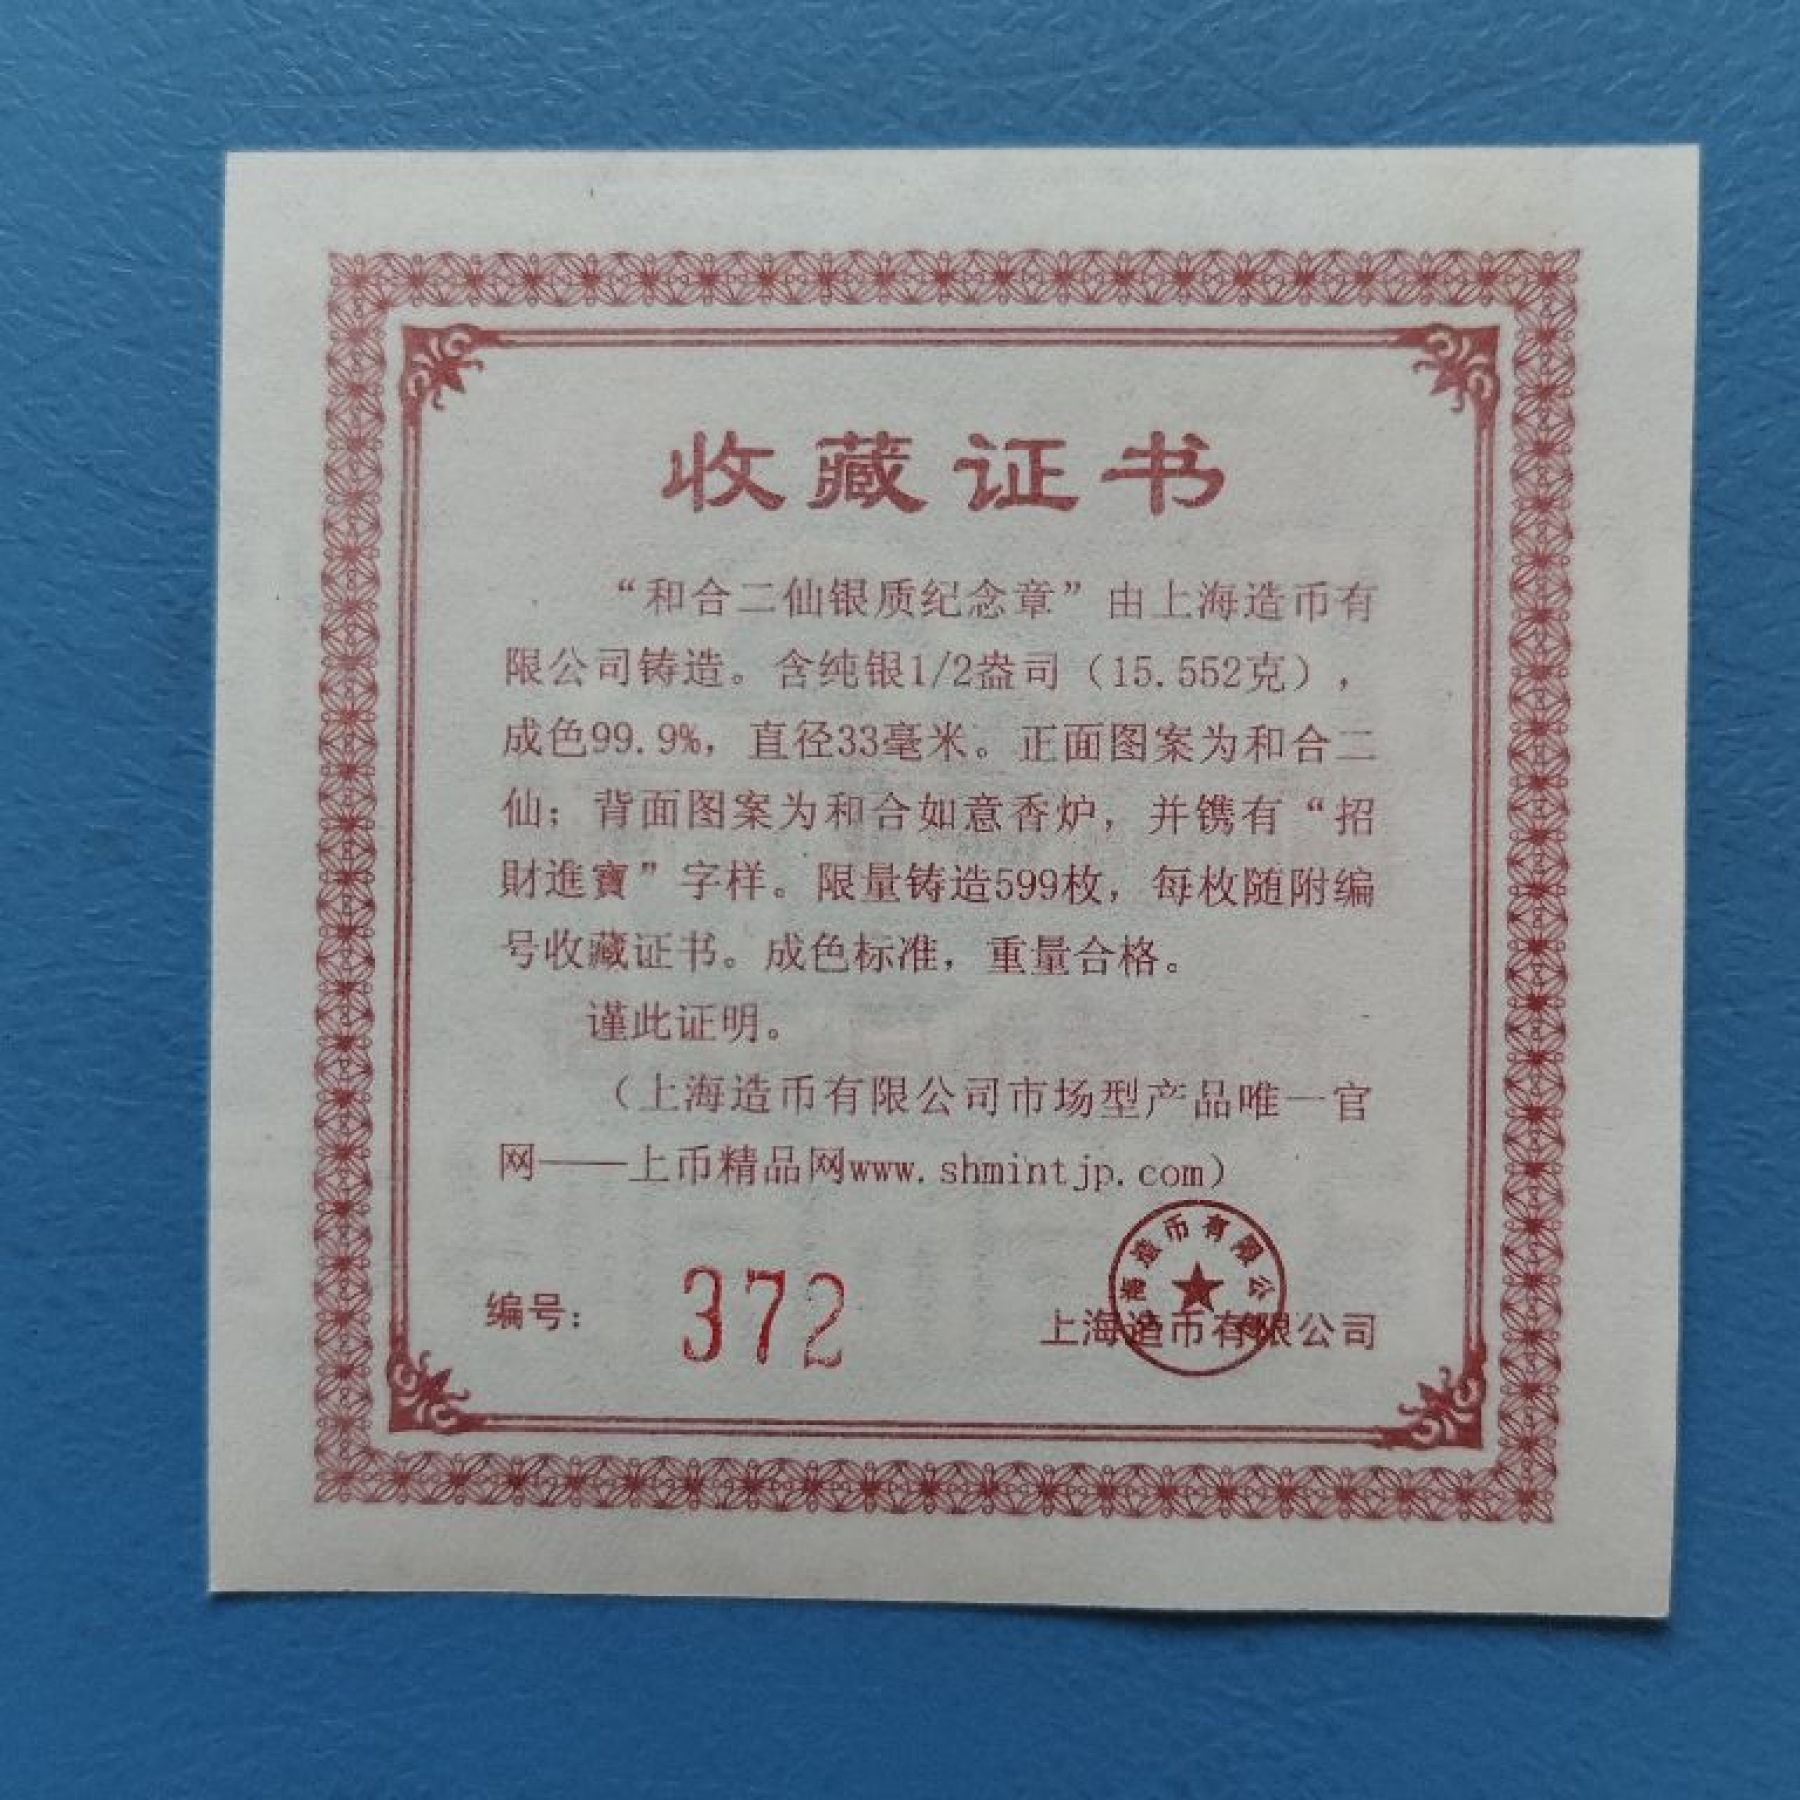 收藏证书
“和合二仙银质纪念章”由上海造币有
限公司铸造。含纯银1/2盎司（15.552克），
成色99.9%，直径33毫米。正面图案为和合二
仙；背面图案为和合如意香炉，并镌有“招
財進寶”字样。限量铸造599枚，每枚随附编
号收藏证书。成色标准，重量合格。
谨此证明。
（上海造币有限公司市场型产品唯一官
网——上币精品网www.shmintjp.com）
海造币有限公
编号：
372
上海造币有限公司